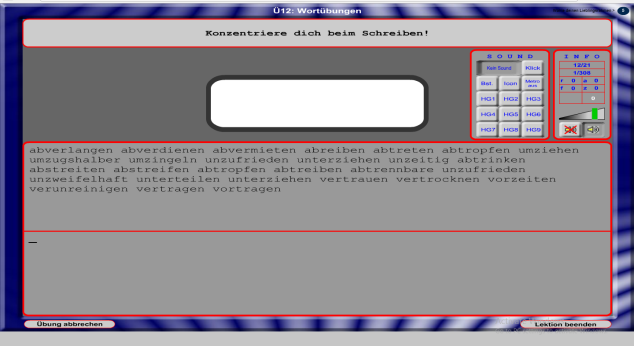 Ü12: Wortübungen
Konzentriere dich beim Schreiben!
SOUND
Kein Sound Klick
Bst. Icon Metro nom
HG1 HG2 HG3
HG4 HG5 HG6
HG7 HG8 HG9
INFO
12/21
1/308
r 0 a 0
f 0 z 0
abverlangen abverdienen abvermieten abreiben abtreten abtropfen umziehen
umzugshalber umzingeln unzufrieden unterziehen unzeitig abtrinken
abstreiten abstreifen abtropfen abtreiben abtrennbare unzufrieden
unzweifelhaft unterteilen unterziehen vertrauen vertrocknen vorzeiten
verunreinigen vertragen vortragen
Übung abbrechen
Lektion beenden